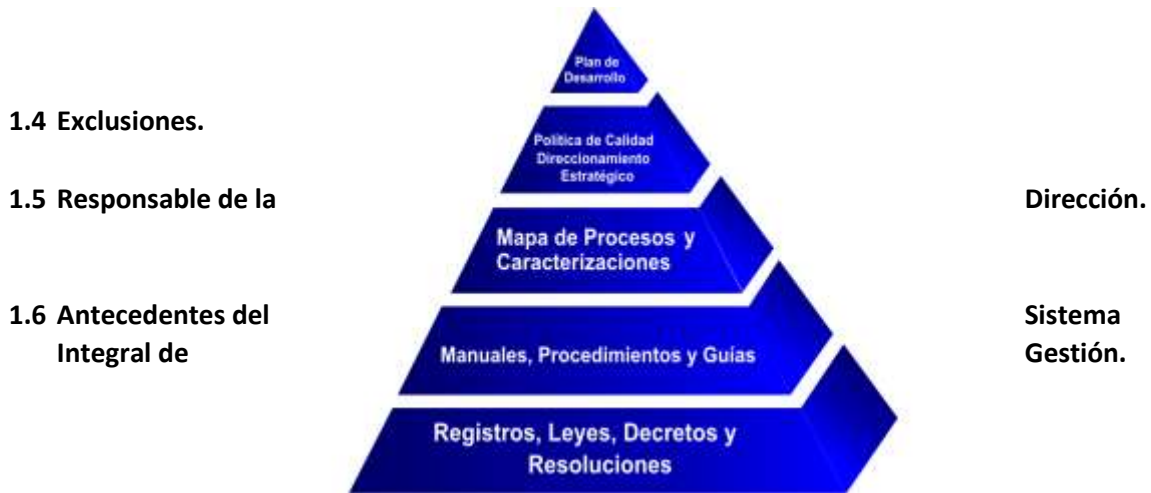 Plan de
Desarrollo
1.4 Exclusiones.
Política de Calidad
Direccionamiento
Estratégico
1.5 Responsable de la Dirección.
Mapa de Procesos y
Caracterizaciones
1.6 Antecedentes del Sistema
Integral de Gestión.
Manuales, Procedimientos y Guías
Registros, Leyes, Decretos y
Resoluciones